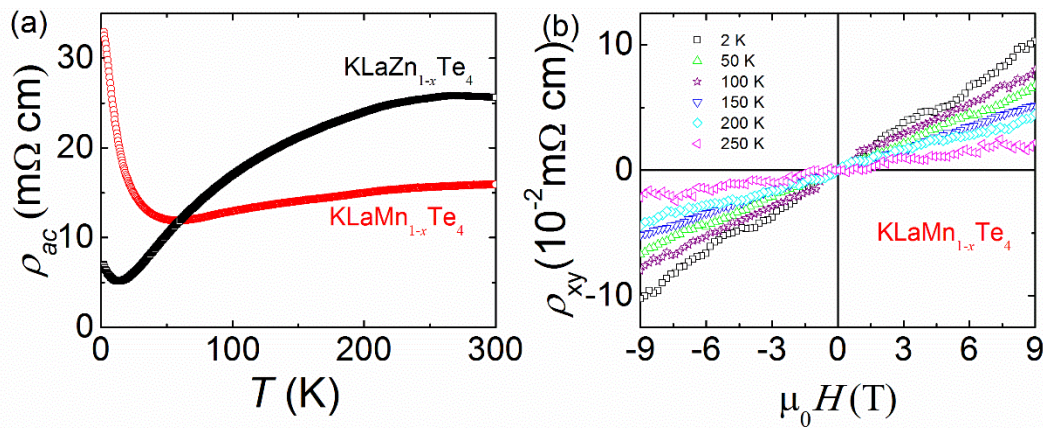 (a)
30
20
10
0
ρac (mΩ cm)
KLaZn1-xTe4
KLaMn1-xTe4
0 100 200 300
T (K)
(b)
10
0
-10
ρxy(10-2 mΩ cm)
2 K
50 K
100 K
150 K
200 K
250 K
KLaMn1-xTe4
-9 -6 -3 0 3 6 9
μ0H(T)